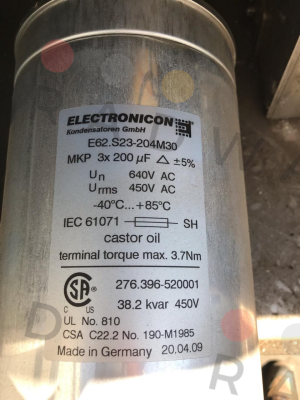 ELECTRONICON
Kondensatoren GmbH
E62.S23-204M30
MKP 3x 200 µF △ ±5%
Un 640V AC
Urms 450V AC
-40°C...+85°C
IEC 61071 SH
castor oil
terminal torque max. 3.7Nm
276.396-520001
38.2 kvar 450V
C US
UL No. 810
CSA C22.2 No. 190-M1985
Made in Germany 20.04.09